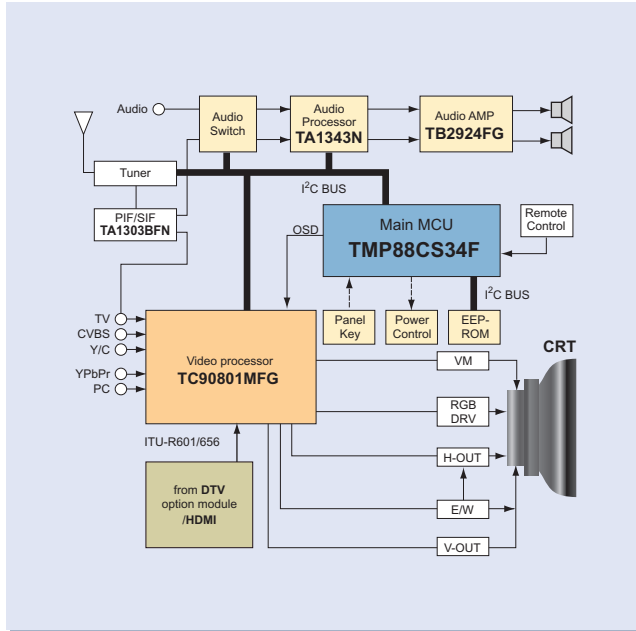 Audio
Audio
Switch
Audio
Processor
TA1343N
Audio AMP
TB2924FG
Tuner
I²C BUS
PIF/SIF
TA1303BFN
OSD
Main MCU
TMP88CS34F
Remote
Control
I²C BUS
TV
CVBS
Y/C
YPbPr
PC
Video processor
TC90801MFG
Panel
Key
Power
Control
EEP-
ROM
CRT
VM
RGB
DRV
ITU-R601/656
H-OUT
from DTV
option module
/HDMI
E/W
V-OUT